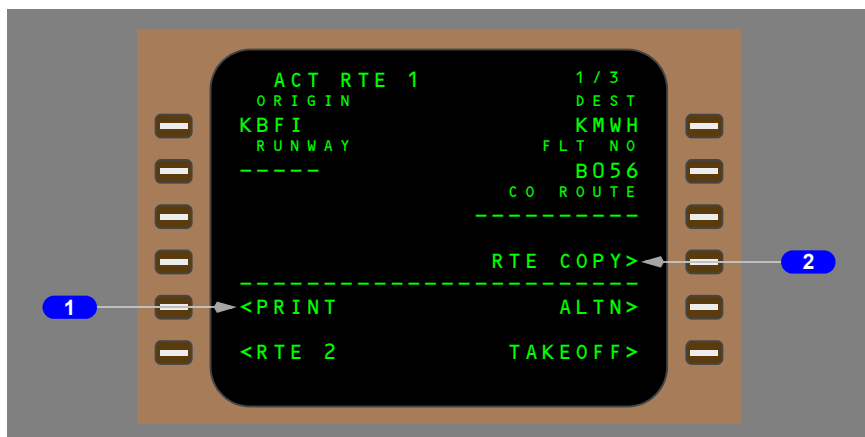 ACT RTE 1 1/3
ORIGIN DEST
KBFI KMWH
RUNWAY FLT NO
----- BO56
CO ROUTE
----------
RTE COPY> 2
------------------------
1 <PRINT ALTN>
<RTE 2 TAKEOFF>